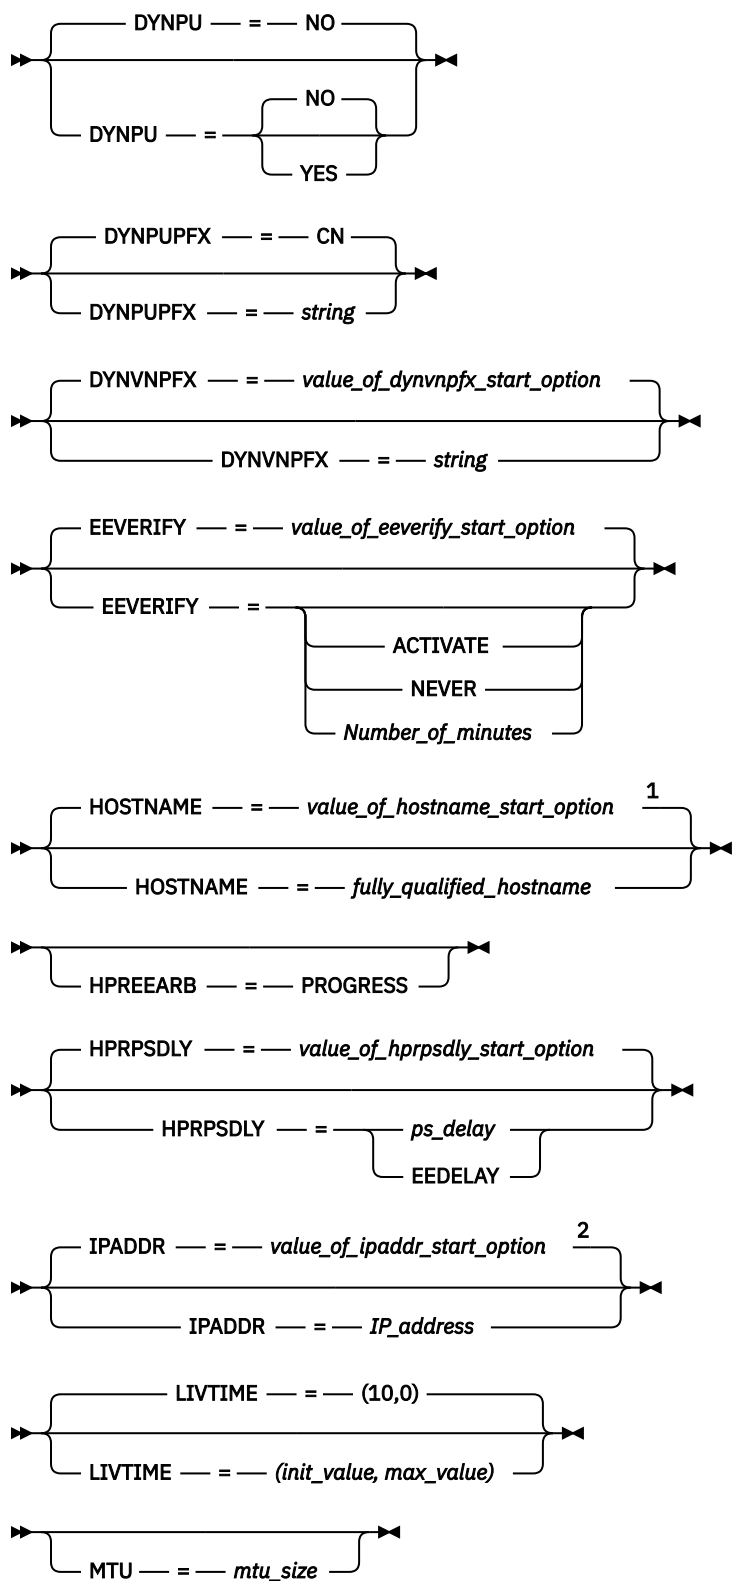 DYNPU = NO
NO
DYNPU =
YES
DYNPUPFX = CN
DYNPUPFX = string
DYNVNPFX = value_of_dynvnpfx_start_option
DYNVNPFX = string
EEVERIFY = value_of_eeverify_start_option
EEVERIFY =
ACTIVATE
NEVER
Number_of_minutes
HOSTNAME = value_of_hostname_start_option 1
HOSTNAME = fully_qualified_hostname
HPREEARB = PROGRESS
HPRPSDLY = value_of_hprpsdly_start_option
HPRPSDLY = ps_delay
EEDELAY
IPADDR = value_of_ipaddr_start_option 2
IPADDR = IP_address
LIVTIME = (10,0)
LIVTIME = (init_value, max_value)
MTU = mtu_size